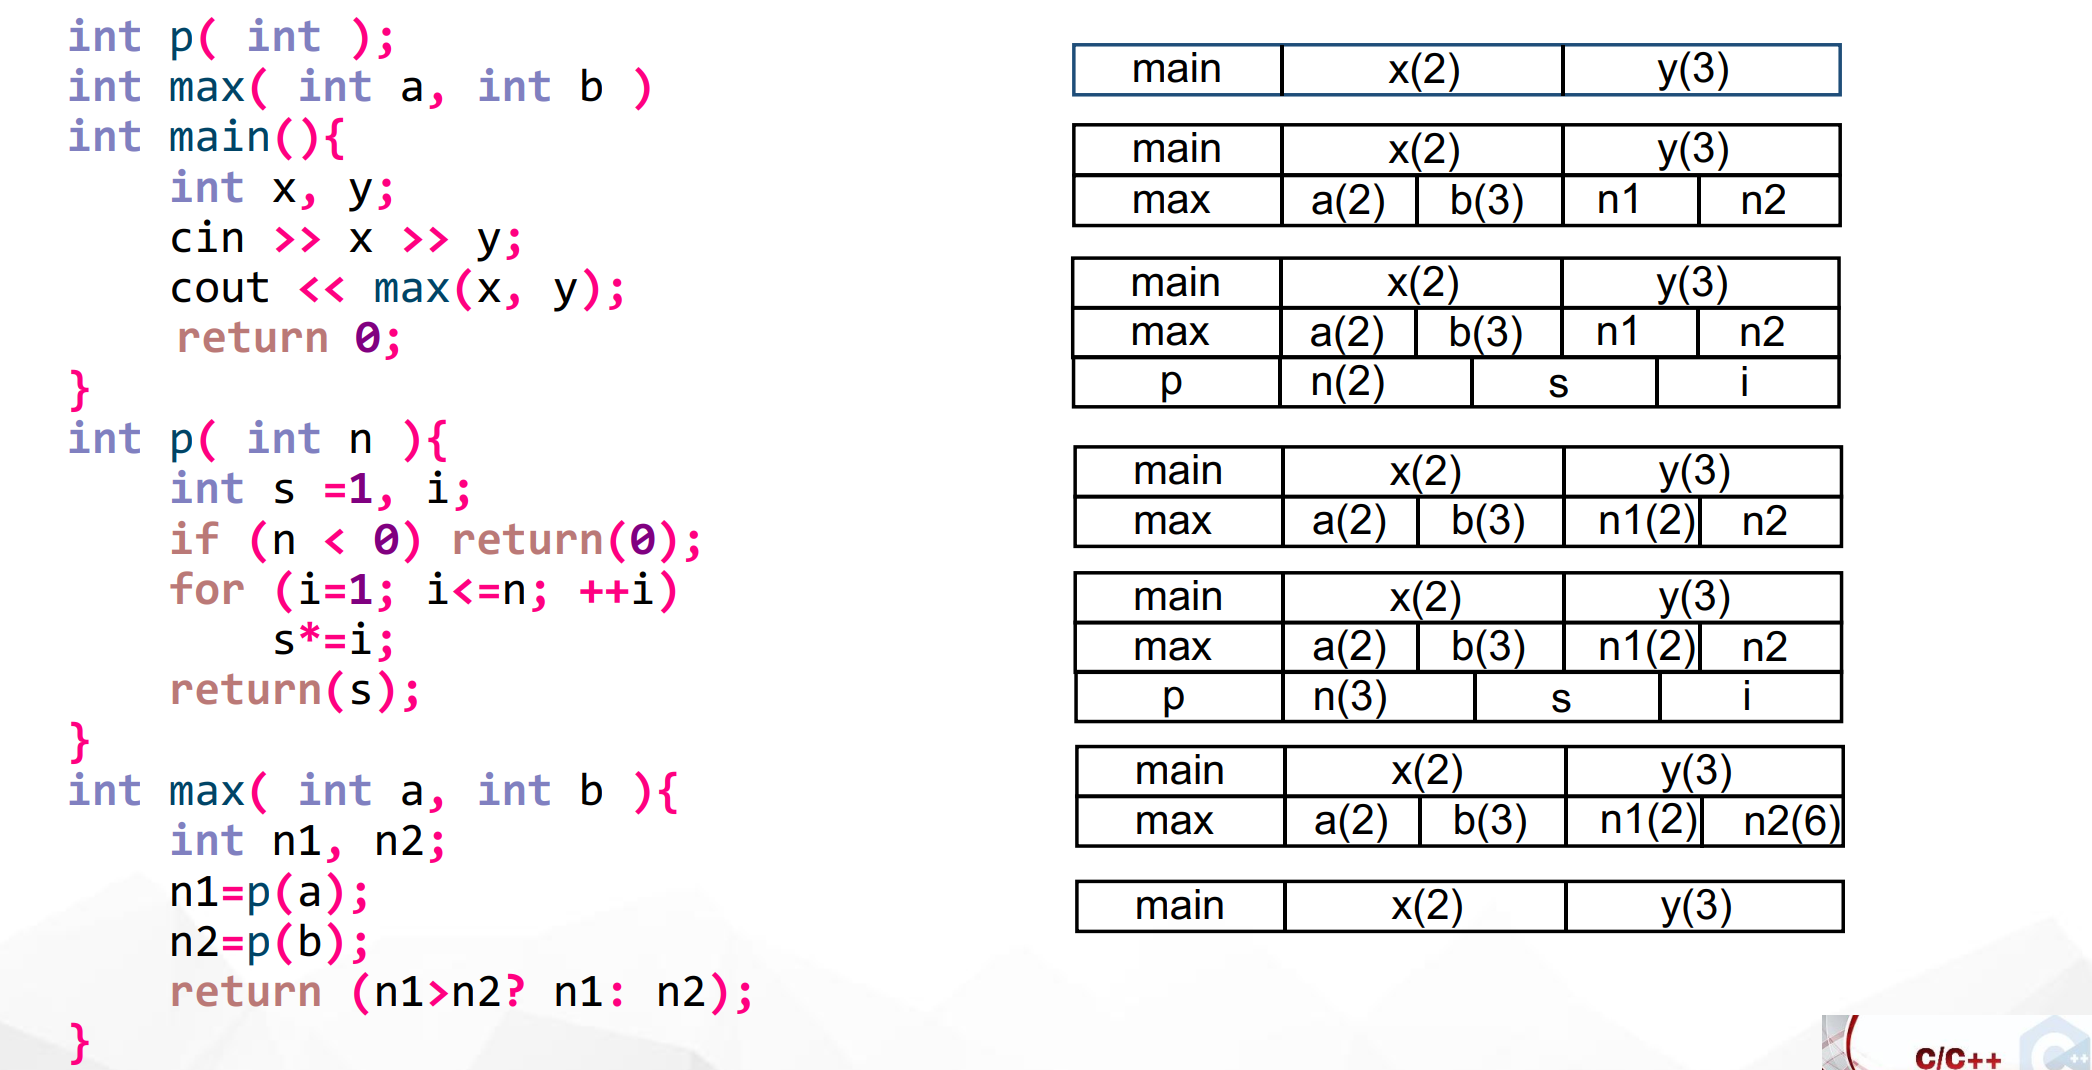 int p( int );
int max( int a, int b )
int main(){
    int x, y;
    cin >> x >> y;
    cout << max(x, y);
    return 0;
}
int p( int n ){
    int s =1, i;
    if (n < 0) return(0);
    for (i=1; i<=n; ++i)
        s*=i;
    return(s);
}
int max( int a, int b ){
    int n1, n2;
    n1=p(a);
    n2=p(b);
    return (n1>n2? n1: n2);
}
main x(2) y(3)
main x(2) y(3)
max a(2) b(3) n1 n2
main x(2) y(3)
max a(2) b(3) n1 n2
p n(2) s i
main x(2) y(3)
max a(2) b(3) n1(2) n2
main x(2) y(3)
max a(2) b(3) n1(2) n2
p n(3) s i
main x(2) y(3)
max a(2) b(3) n1(2) n2(6)
main x(2) y(3)
C/C++
C++